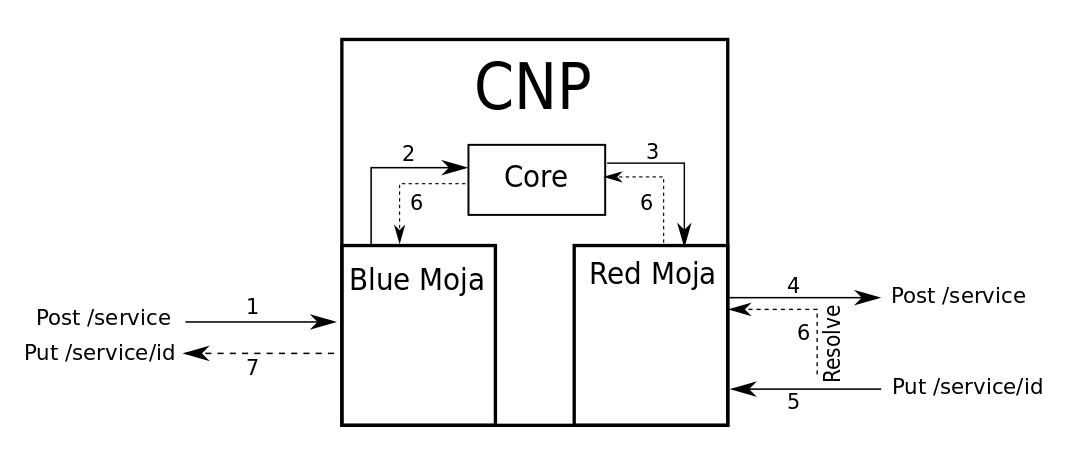 CNP
2
3
Core
6
6
Blue Moja
Red Moja
1
Post /service
Put /service/id
7
4
Post /service
6
Resolve
5
Put /service/id